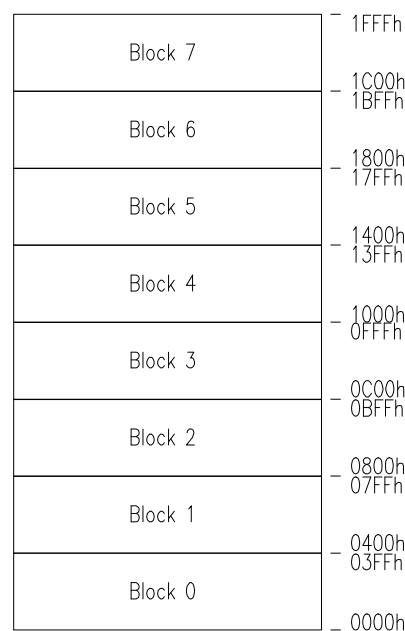 1FFFh
Block 7
1C00h
1BFFh
Block 6
1800h
17FFh
Block 5
1400h
13FFh
Block 4
1000h
0FFFh
Block 3
0C00h
0BFFh
Block 2
0800h
07FFh
Block 1
0400h
03FFh
Block 0
0000h